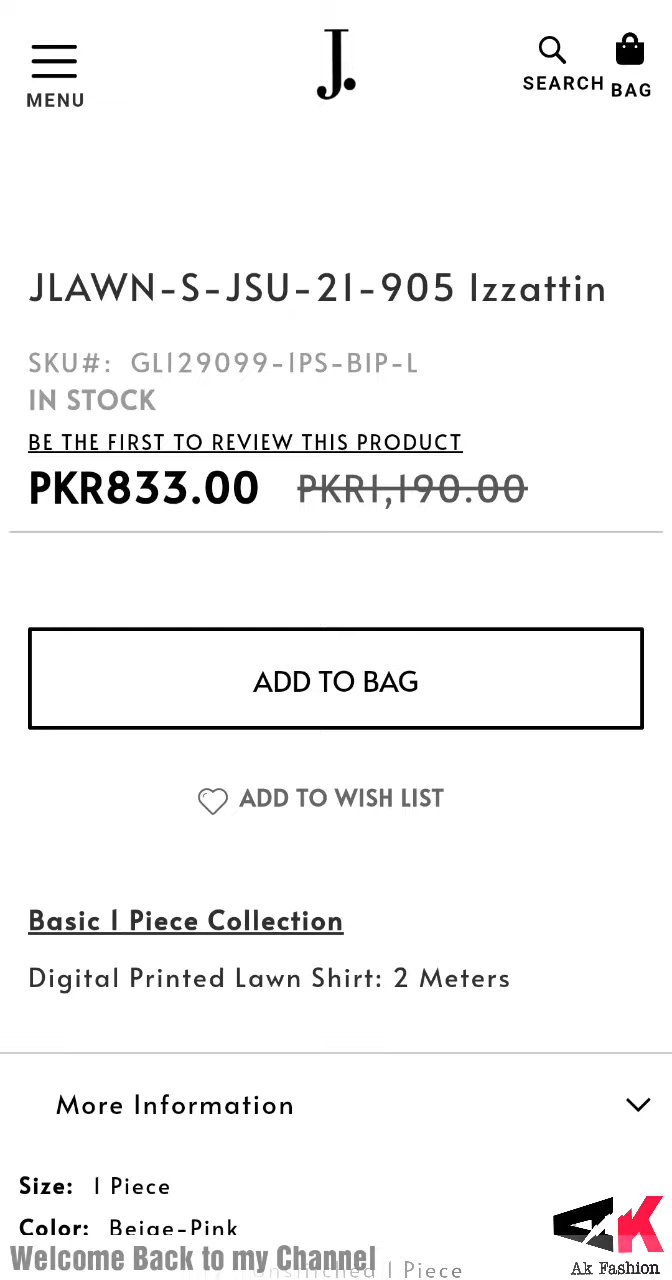 MENU
J.
SEARCH
BAG
JLAWN-S-JSU-21-905 Izzattin
SKU#: GL129099-1PS-BIP-L
IN STOCK
BE THE FIRST TO REVIEW THIS PRODUCT
PKR833.00 PKR1,190.00
ADD TO BAG
ADD TO WISH LIST
Basic 1 Piece Collection
Digital Printed Lawn Shirt: 2 Meters
More Information
Size: 1 Piece
Color: Beige-Pink
Welcome Back to my Channel
1 Piece
AK
Ak Fashion